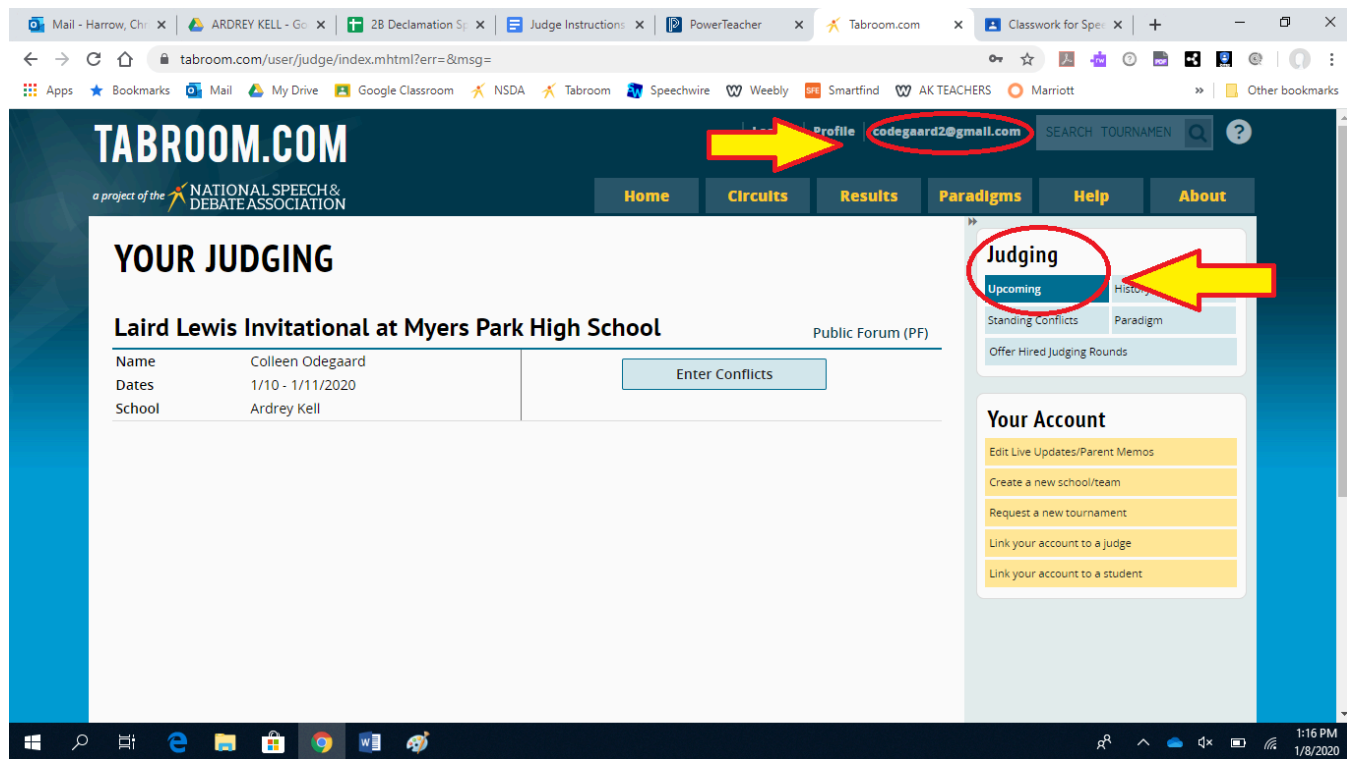 Mail - Harrow, Chr
ARDREY KELL - Go
2B Declamation Sp
Judge Instructions
PowerTeacher
Tabroom.com
Classwork for Spee
tabroom.com/user/judge/index.mhtml?err=&msg=
Apps Bookmarks Mail My Drive Google Classroom NSDA Tabroom Speechwire Weebly Smartfind AK TEACHERS Marriott » Other bookmarks
TABROOM.COM
Profile codegaard2@gmail.com SEARCH TOURNAMEN ?
a project of the NATIONAL SPEECH &
DEBATE ASSOCIATION
Home Circuits Results Paradigms Help About
YOUR JUDGING
Laird Lewis Invitational at Myers Park High School Public Forum (PF)
Name Colleen Odegaard
Dates 1/10 - 1/11/2020
School Ardrey Kell
Enter Conflicts
Judging
Upcoming History
Standing Conflicts Paradigm
Offer Hired Judging Rounds
Your Account
Edit Live Updates/Parent Memos
Create a new school/team
Request a new tournament
Link your account to a judge
Link your account to a student
1:16 PM
1/8/2020